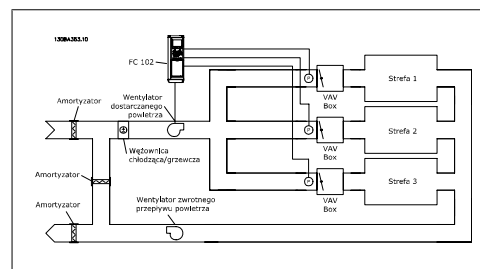 130BA353.10
FC 102
Amortyzator
Wentylator
dostarczanego
powietrza
Wężownica
chłodząca/grzewcza
Amortyzator
Amortyzator
Wentylator zwrotnego
przepływu powietrza
P
VAV
Box
Strefa 1
P
VAV
Box
Strefa 2
P
VAV
Box
Strefa 3